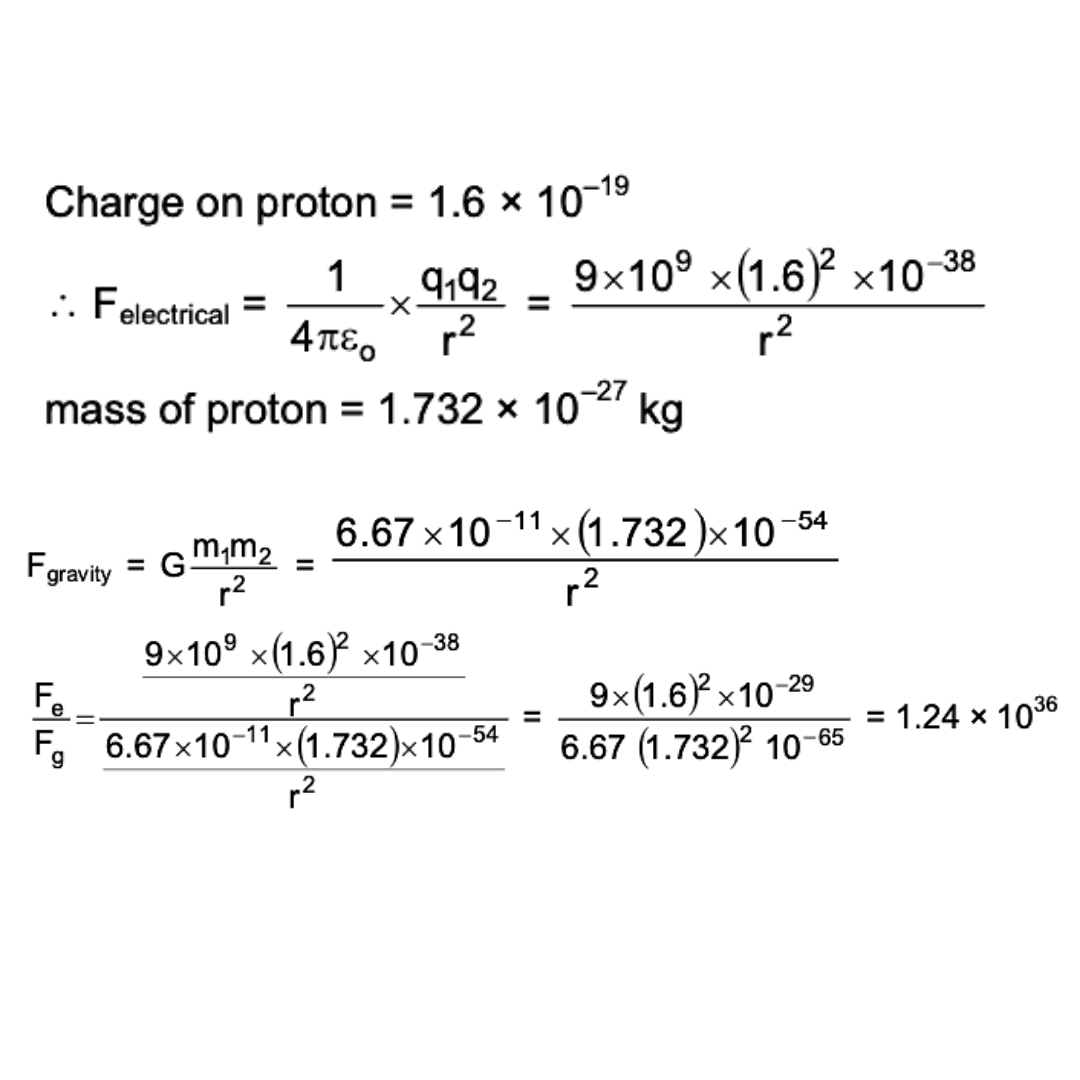 Charge on proton = 1.6 × 10⁻¹⁹
∴ F_electrical = 1/(4πε₀) × q₁q₂/r² = (9×10⁹ ×(1.6)² ×10⁻³⁸)/r²
mass of proton = 1.732 × 10⁻²⁷ kg
F_gravity = G m₁m₂/r² = (6.67×10⁻¹¹×(1.732)×10⁻⁵⁴)/r²
F_e/F_g = ((9×10⁹ ×(1.6)² ×10⁻³⁸)/r²)/((6.67×10⁻¹¹×(1.732)×10⁻⁵⁴)/r²) = (9×(1.6)²×10⁻²⁹)/(6.67 (1.732)² 10⁻⁶⁵) = 1.24 × 10³⁶